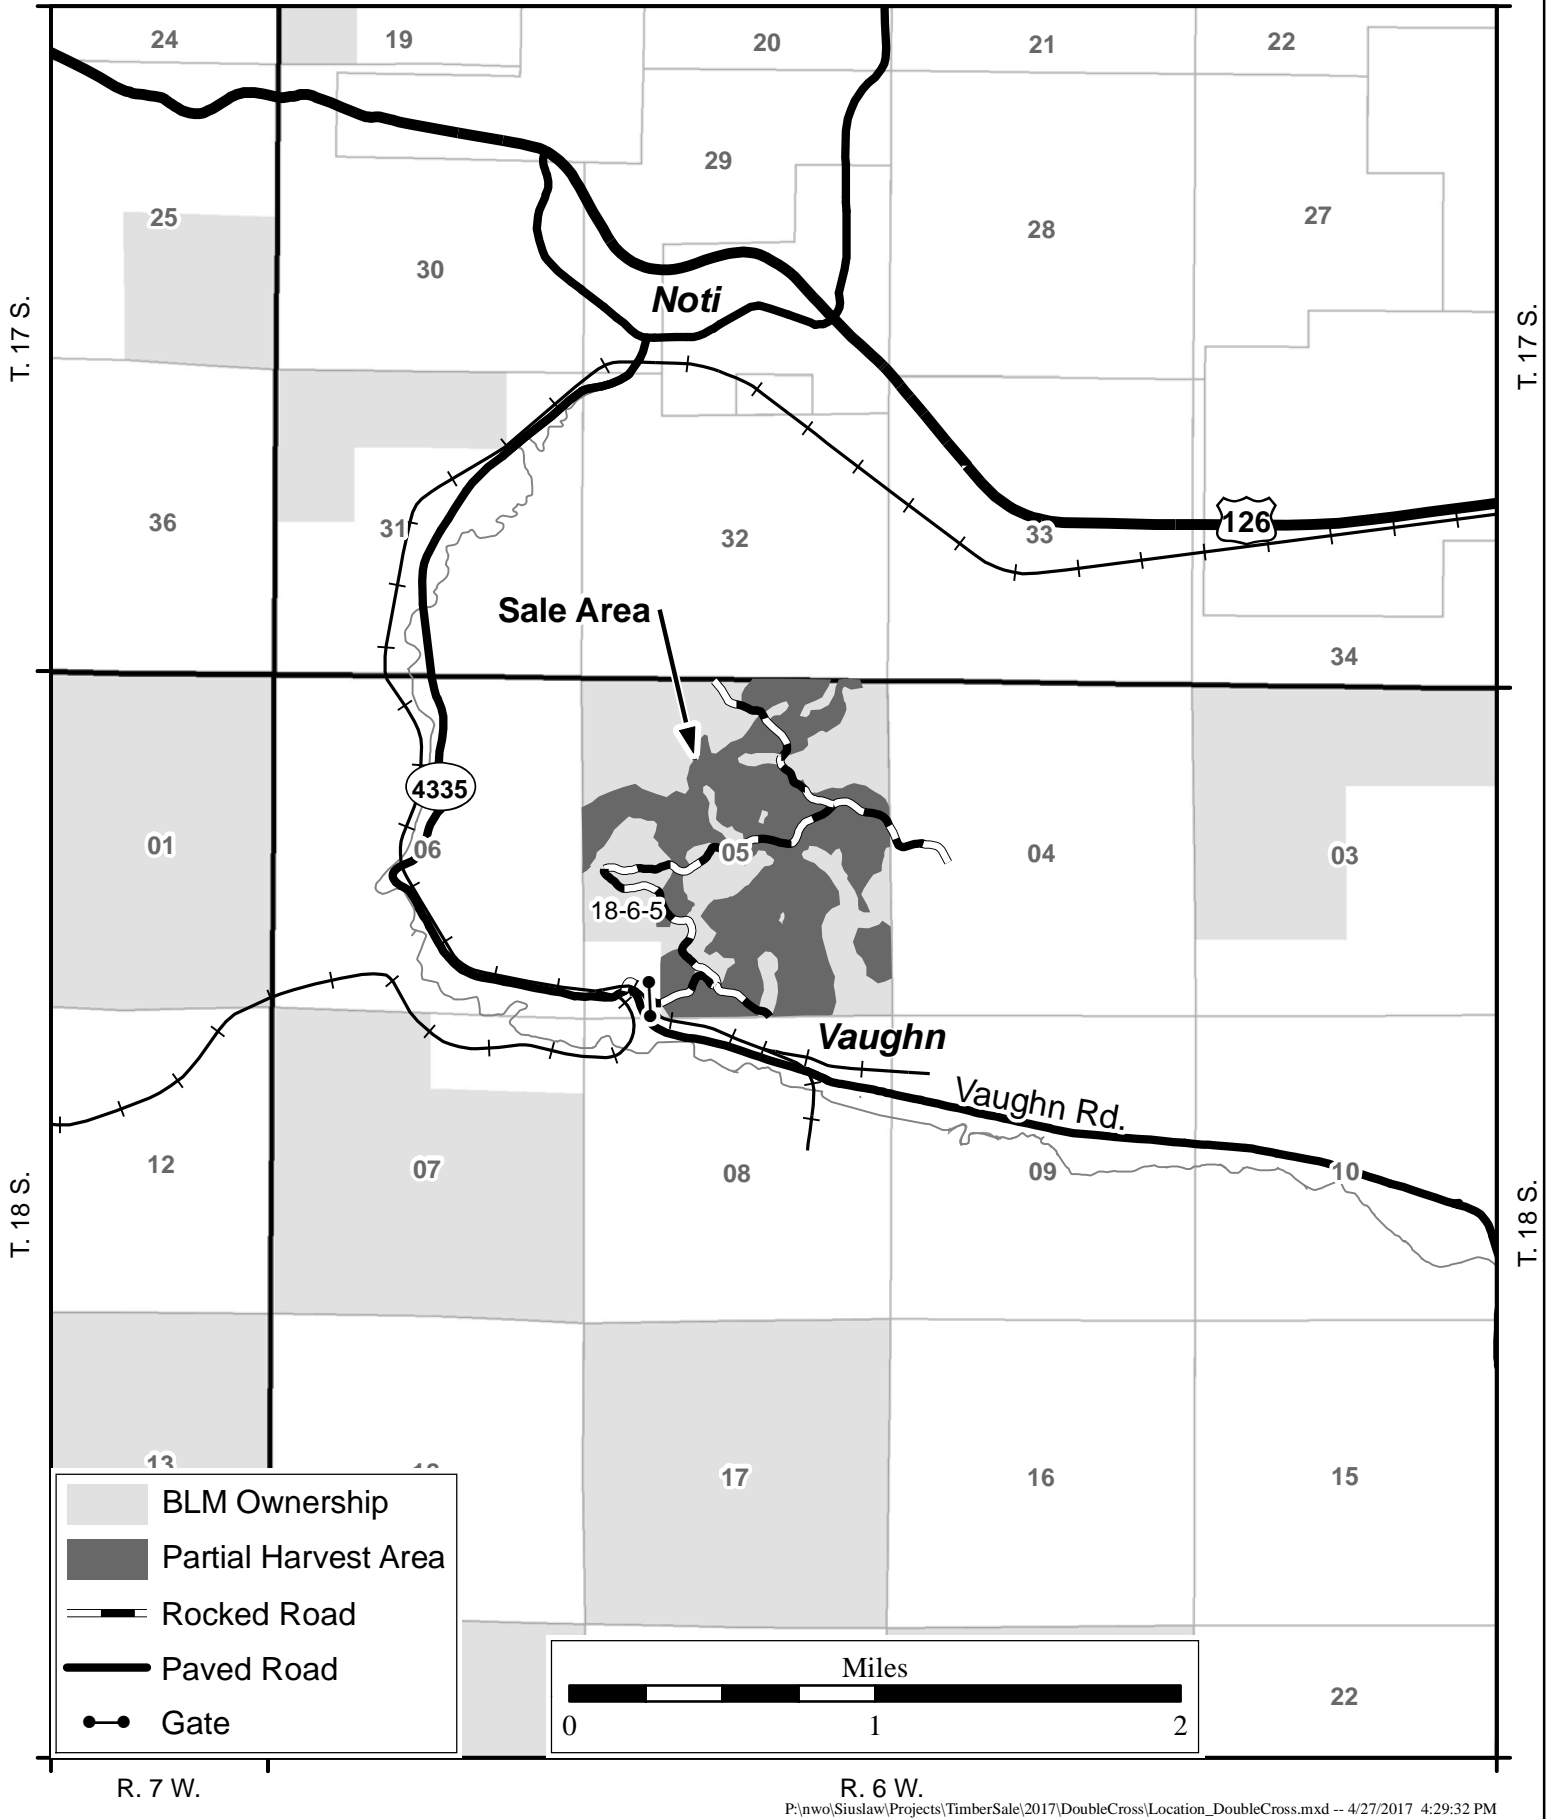 24
19
20
21
22
29
25
27
28
30
Noti
T. 17 S.
T. 17 S.
36
31
32
33
126
Sale Area
34
4335
01
06
05
04
03
18-6-5
Vaughn
Vaughn Rd.
12
07
08
09
10
T. 18 S.
T. 18 S.
13
18
17
16
15
BLM Ownership
Partial Harvest Area
Rocked Road
Paved Road
Gate
Miles
0 1 2
22
R. 7 W.
R. 6 W.
P:\nwo\Siuslaw\Projects\TimberSale\2017\DoubleCross\Location_DoubleCross.mxd -- 4/27/2017 4:29:32 PM